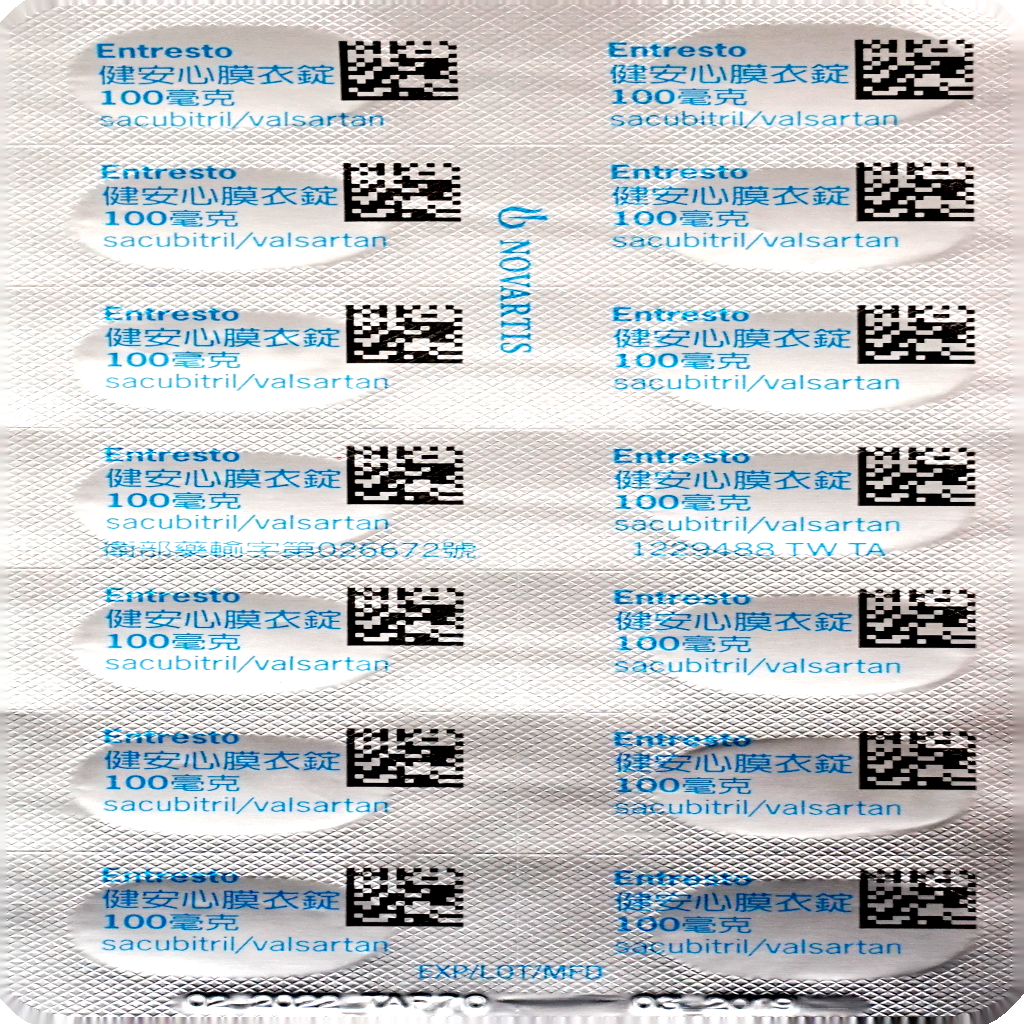 Entresto
健安心膜衣錠
100毫克
sacubitril/valsartan
Entresto
健安心膜衣錠
100毫克
sacubitril/valsartan
Entresto
健安心膜衣錠
100毫克
sacubitril/valsartan
Entresto
健安心膜衣錠
100毫克
sacubitril/valsartan
NOVARTIS
Entresto
健安心膜衣錠
100毫克
sacubitril/valsartan
Entresto
健安心膜衣錠
100毫克
sacubitril/valsartan
Entresto
健安心膜衣錠
100毫克
sacubitril/valsartan
衛部藥輸字第026672號
Entresto
健安心膜衣錠
100毫克
sacubitril/valsartan
1229488 TW TA
Entresto
健安心膜衣錠
100毫克
sacubitril/valsartan
Entresto
健安心膜衣錠
100毫克
sacubitril/valsartan
Entresto
健安心膜衣錠
100毫克
sacubitril/valsartan
Entresto
健安心膜衣錠
100毫克
sacubitril/valsartan
Entresto
健安心膜衣錠
100毫克
sacubitril/valsartan
Entresto
健安心膜衣錠
100毫克
sacubitril/valsartan
EXP/LOT/MFD
02 2022
03 2019